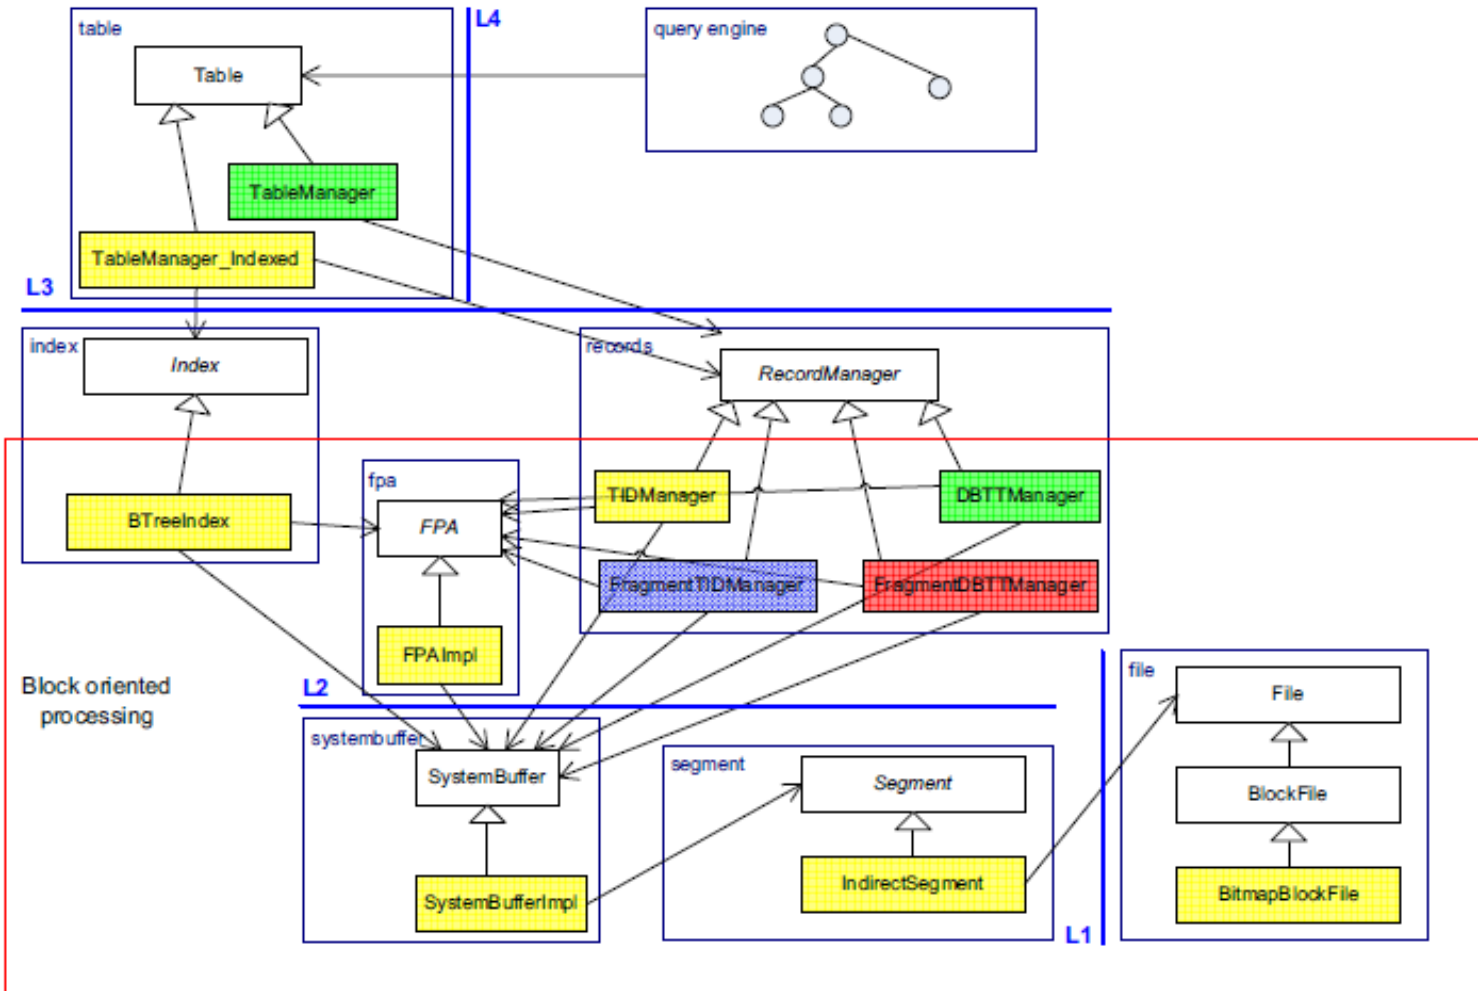 table
L4
query engine
Table
TableManager
TableManager_Indexed
L3
index
Index
records
RecordManager
fpa
TIDManager
DBTTManager
BTreeIndex
FPA
FragmentTIDManager
FragmentDBTTManager
FPAImpl
Block oriented
processing
L2
file
File
systembuffer
segment
SystemBuffer
Segment
BlockFile
SystemBufferImpl
IndirectSegment
BitmapBlockFile
L1